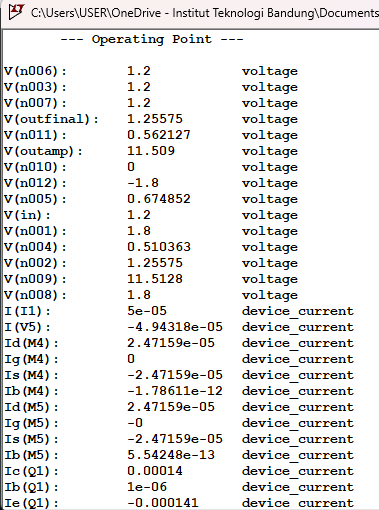 C:\Users\USER\OneDrive - Institut Teknologi Bandung\Documents
--- Operating Point ---
V(n006): 1.2 voltage
V(n003): 1.2 voltage
V(n007): 1.2 voltage
V(outfinal): 1.25575 voltage
V(n011): 0.562127 voltage
V(outamp): 11.509 voltage
V(n010): 0 voltage
V(n012): -1.8 voltage
V(n005): 0.674852 voltage
V(in): 1.2 voltage
V(n001): 1.8 voltage
V(n004): 0.510363 voltage
V(n002): 1.25575 voltage
V(n009): 11.5128 voltage
V(n008): 1.8 voltage
I(I1): 5e-05 device_current
I(V5): -4.94318e-05 device_current
Id(M4): 2.47159e-05 device_current
Ig(M4): 0 device_current
Is(M4): -2.47159e-05 device_current
Ib(M4): -1.78611e-12 device_current
Id(M5): 2.47159e-05 device_current
Ig(M5): -0 device_current
Is(M5): -2.47159e-05 device_current
Ib(M5): 5.54248e-13 device_current
Ic(Q1): 0.00014 device_current
Ib(Q1): 1e-06 device_current
Ie(Q1): -0.000141 device_current